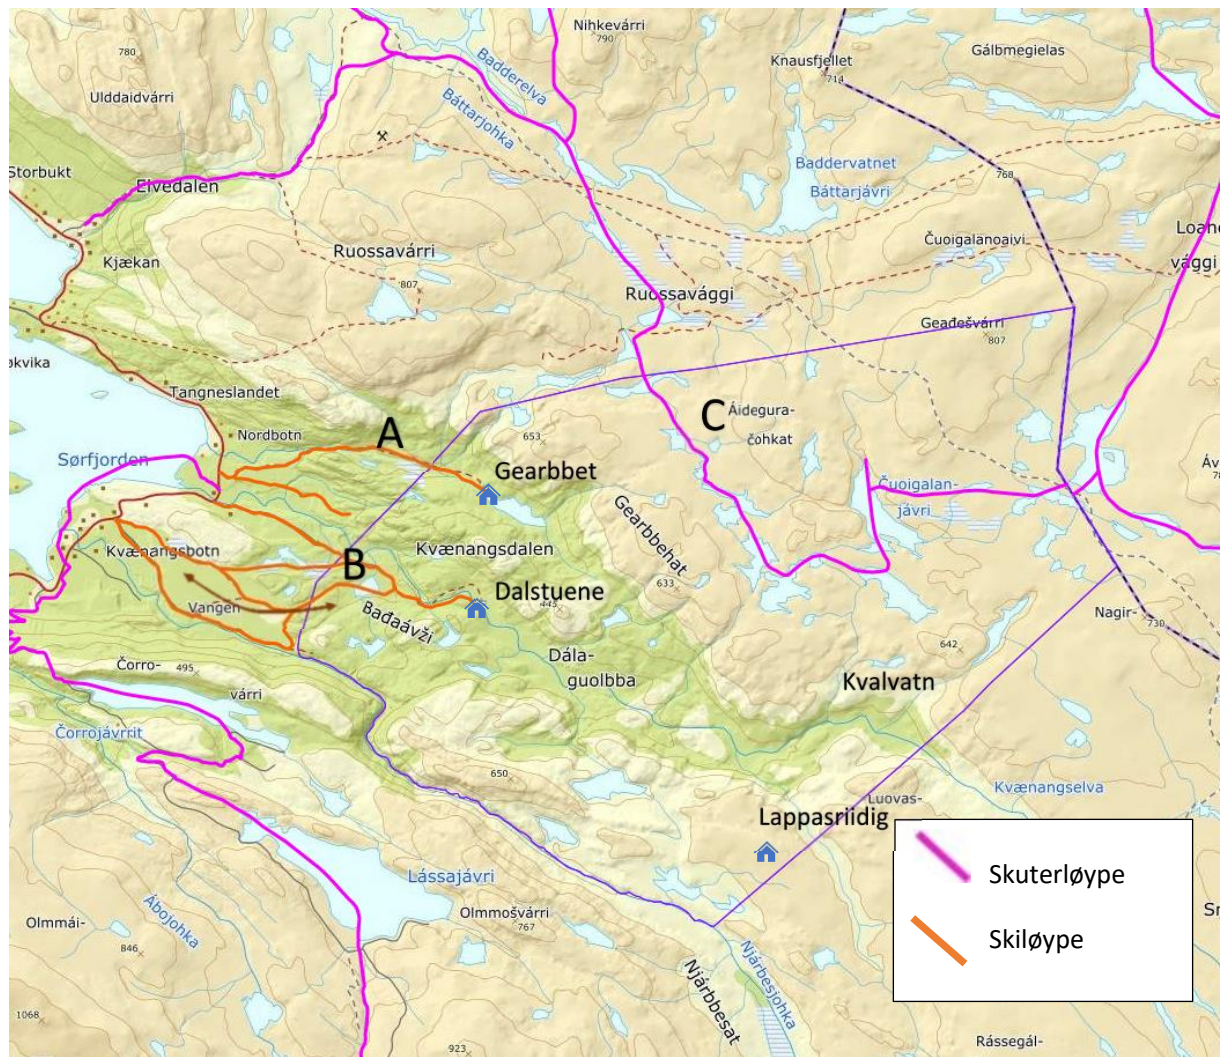 Nihkevárri
790
780
Gálbmegielas
Knausfjellet
714
Badderelva
Ulddaidvárri
Báttarjohka
Storbukt
Elvedalen
Baddervatnet
768
Báttarjávri
Ruossavárri
Čuoigalanoaivi
Kjækan
vággi
807
Ruossavággi
Geađešvárri
807
økvika
Tangneslandet
A
C
Áidegura-
čohkat
Nordbotn
653
Sørfjorden
Gearbbet
Čuoigalan-
jávri
Gearbbehat
Kvænangsbotn
Kvænangsdalen
B
633
Dalstuene
445
Vangen
Bađaávži
Nagir-
730
642
Dála-
guolbba
Čorro-
495
várri
Kvalvatn
Čorrojávrrit
650
Kvænangselva
Luovas-
Lappasriidig
Lássajávri
Skuterløype
Ábojohka
Olmmošvárri
767
Olmmái-
846
Skiløype
Njárbesjohka
Njárbbesat
1068
923
Rássegál-